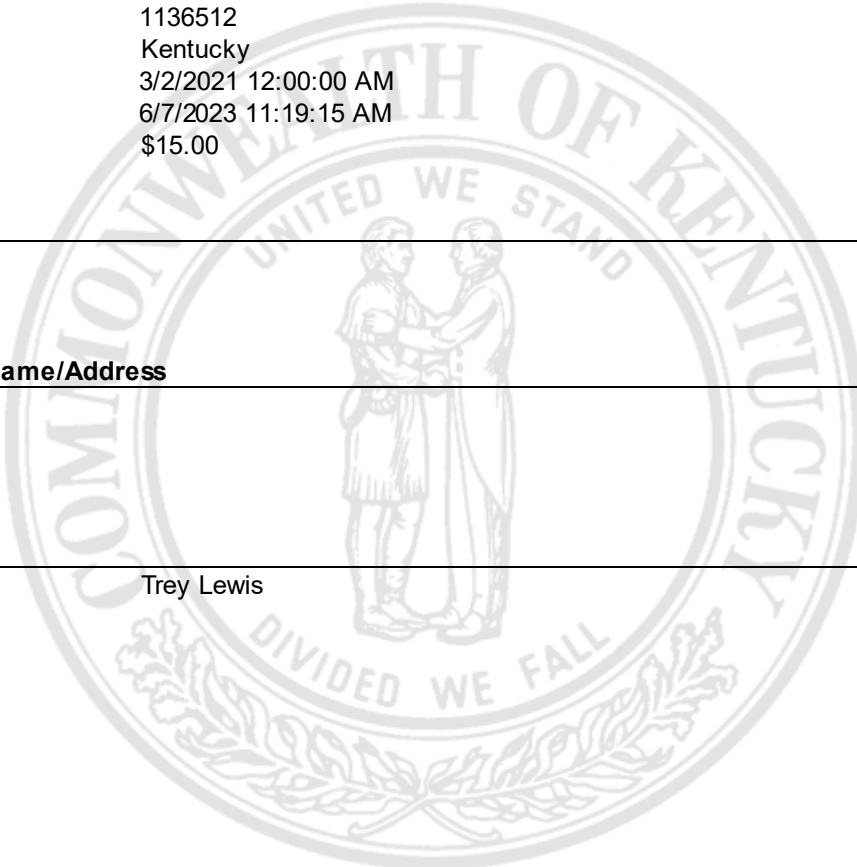 1136512
Kentucky
3/2/2021 12:00:00 AM
6/7/2023 11:19:15 AM
$15.00
COMMONWEALTH OF KENTUCKY
UNITED WE STAND
ame/Address
Trey Lewis
DIVIDED WE FALL